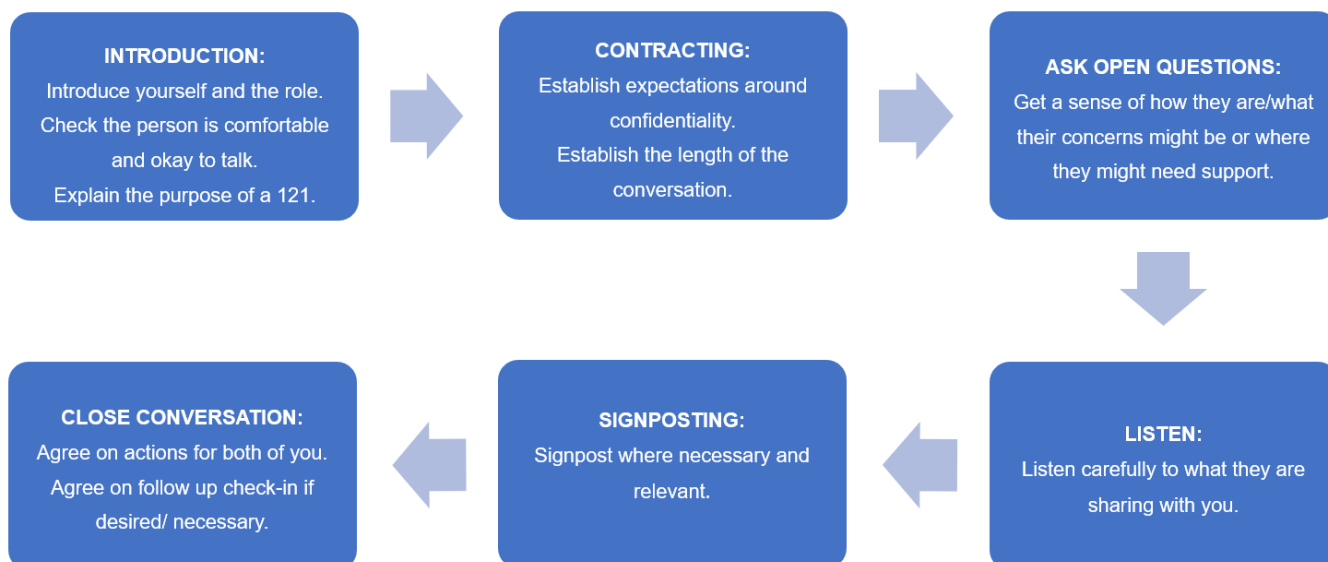 INTRODUCTION:
Introduce yourself and the role.
Check the person is comfortable
and okay to talk.
Explain the purpose of a 121.
CONTRACTING:
Establish expectations around
confidentiality.
Establish the length of the
conversation.
ASK OPEN QUESTIONS:
Get a sense of how they are/what
their concerns might be or where
they might need support.
LISTEN:
Listen carefully to what they are
sharing with you.
SIGNPOSTING:
Signpost where necessary and
relevant.
CLOSE CONVERSATION:
Agree on actions for both of you.
Agree on follow up check-in if
desired/ necessary.